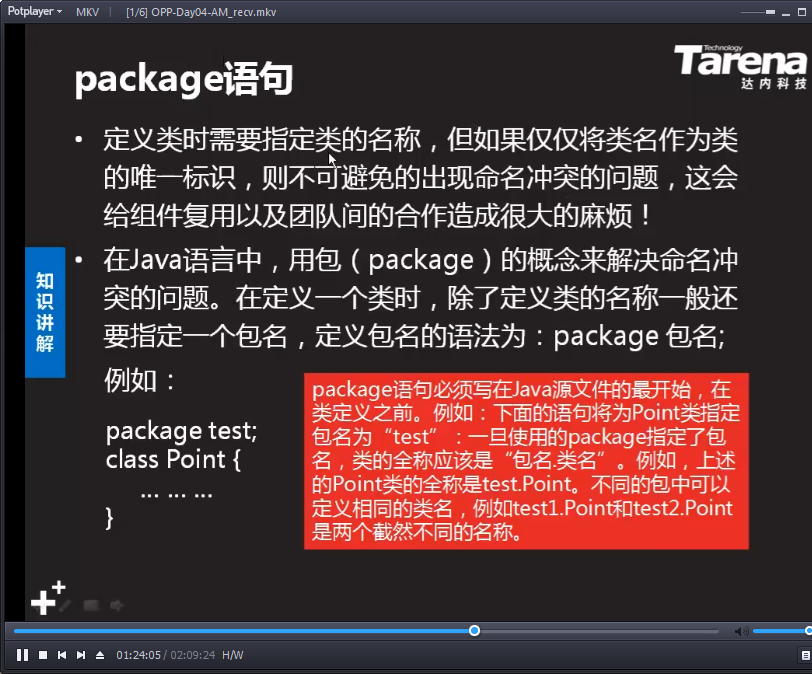 Potplayer MKV [1/6] OPP-Day04-AM_recv.mkv
Technology
Tarena
达内科技
package语句
• 定义类时需要指定类的名称，但如果仅仅将类名作为类
的唯一标识，则不可避免的出现命名冲突的问题，这会
给组件复用以及团队间的合作造成很大的麻烦！
• 在Java语言中，用包（package）的概念来解决命名冲
突的问题。在定义一个类时，除了定义类的名称一般还
要指定一个包名，定义包名的语法为：package 包名;
知识讲解
例如：
package test;
class Point {
... ... ...
}
package语句必须写在Java源文件的最开始，在
类定义之前。例如：下面的语句将为Point类指定
包名为“test”：一旦使用的package指定了包
名，类的全称应该是“包名.类名”。例如，上述
的Point类的全称是test.Point。不同的包中可以
定义相同的类名，例如test1.Point和test2.Point
是两个截然不同的名称。
01:24:05 / 02:09:24 H/W